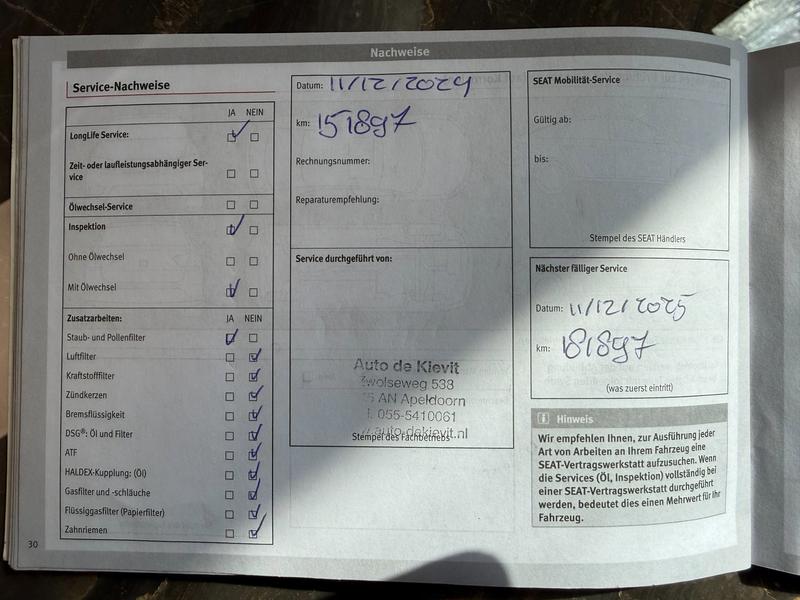 Nachweise
Service-Nachweise
JA NEIN
LongLife Service:
Zeit- oder laufleistungsabhängiger Ser-
vice
Ölwechsel-Service
Inspektion
Ohne Ölwechsel
Mit Ölwechsel
Zusatzarbeiten: JA NEIN
Staub- und Pollenfilter
Luftfilter
Kraftstofffilter
Zündkerzen
Bremsflüssigkeit
DSG®: Öl und Filter
ATF
HALDEX-Kupplung: (Öl)
Gasfilter und -schläuche
Flüssiggasfilter (Papierfilter)
Zahnriemen
30
Datum: 11/12/2024
km: 151897
Rechnungsnummer:
Reparaturempfehlung:
Service durchgeführt von:
Auto de Kievit
Zwolseweg 538
AN Apeldoorn
055-5410061
auto-dekievit.nl
Stempel des Fachbetriebs
SEAT Mobilität-Service
Gültig ab:
bis:
Stempel des SEAT Händlers
Nächster fälliger Service
Datum: 11/12/2025
km: 181897
(was zuerst eintritt)
i Hinweis
Wir empfehlen Ihnen, zur Ausführung jeder
Art von Arbeiten an Ihrem Fahrzeug eine
SEAT-Vertragswerkstatt aufzusuchen. Wenn
die Services (Öl, Inspektion) vollständig bei
einer SEAT-Vertragswerkstatt durchgeführt
werden, bedeutet dies einen Mehrwert für Ihr
Fahrzeug.